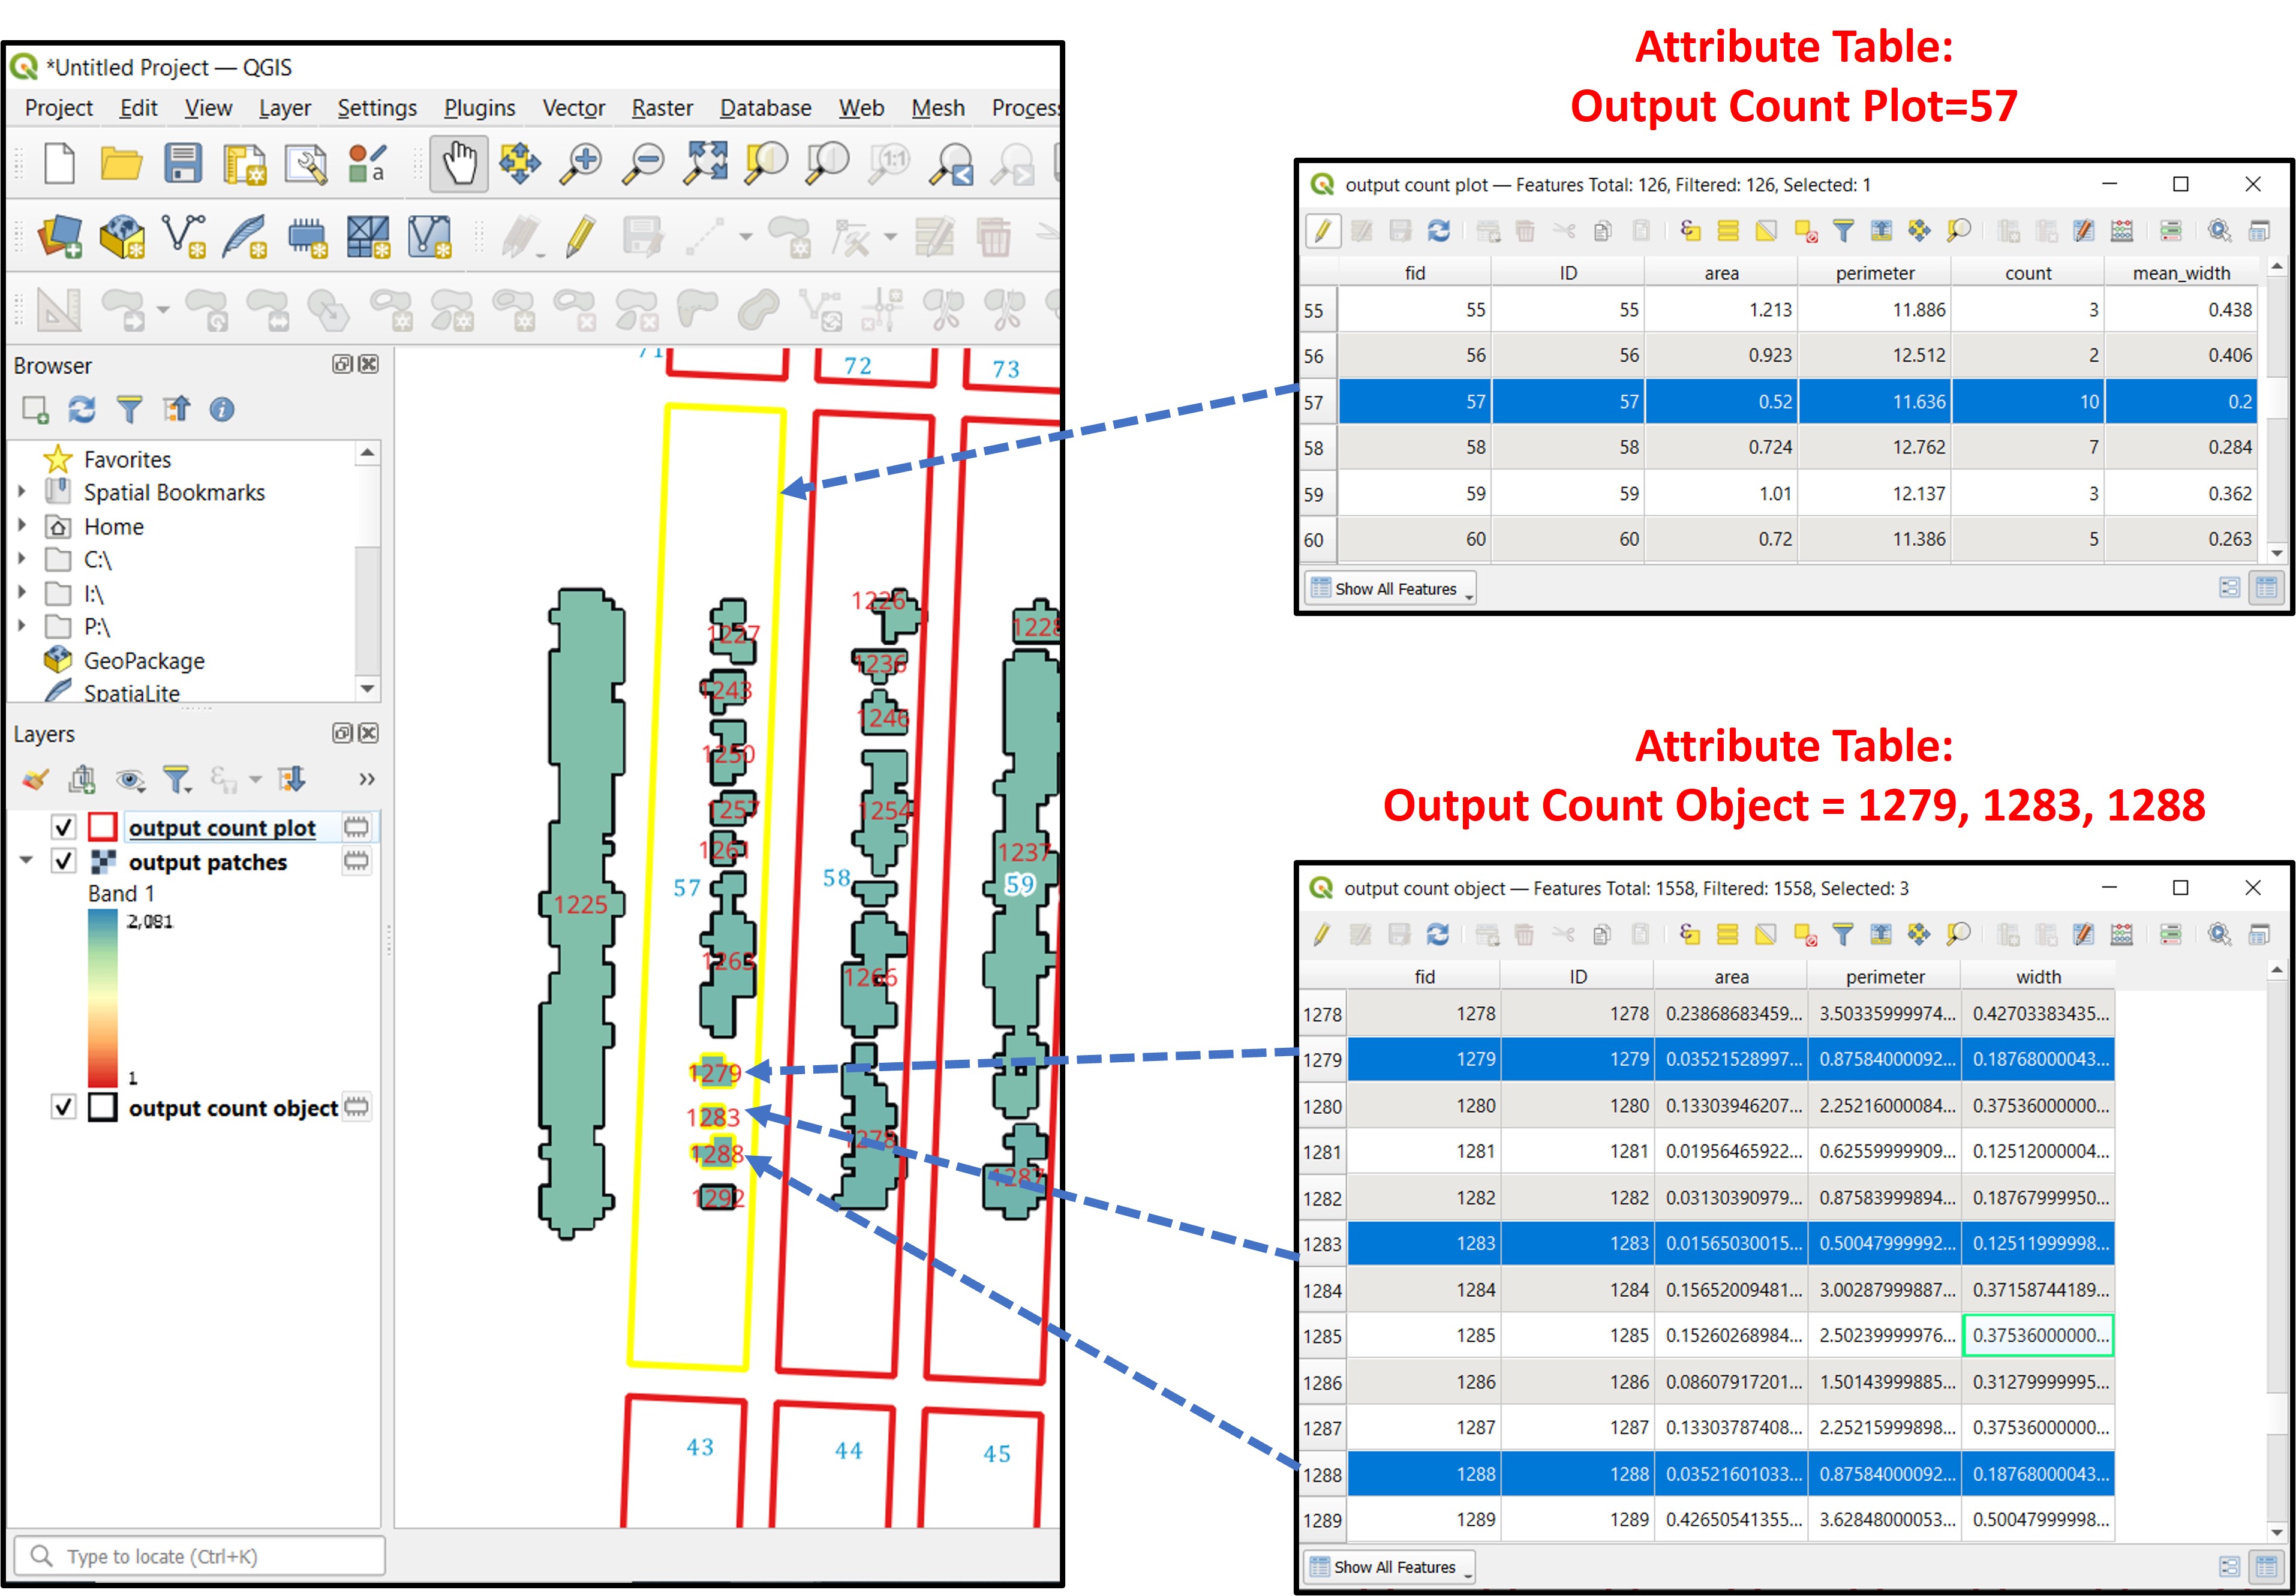 *Untitled Project — QGIS
Project Edit View Layer Settings Plugins Vector Raster Database Web Mesh
Browser
Favorites
Spatial Bookmarks
Home
C:\
I:\
P:\
GeoPackage
SpatiaLite
Layers
output count plot
output patches
Band 1
2,081
1
output count object
Type to locate (Ctrl+K)
71 72 73
1226
1227 1228
1236
1243
1246
1250
1257 1254
1261 1237
57 58 59
1225
1263 1266
1279
1283
1278
1288
1287
1292
43 44 45
Attribute Table:
Output Count Plot=57
output count plot — Features Total: 126, Filtered: 126, Selected: 1
fid ID area perimeter count mean_width
55 55 55 1.213 11.886 3 0.438
56 56 56 0.923 12.512 2 0.406
57 57 57 0.52 11.636 10 0.2
58 58 58 0.724 12.762 7 0.284
59 59 59 1.01 12.137 3 0.362
60 60 60 0.72 11.386 5 0.263
Show All Features
Attribute Table:
Output Count Object = 1279, 1283, 1288
output count object — Features Total: 1558, Filtered: 1558, Selected: 3
fid ID area perimeter width
1278 1278 1278 0.23868683459... 3.50335999974... 0.42703383435...
1279 1279 1279 0.03521528997... 0.87584000092... 0.18768000043...
1280 1280 1280 0.13303946207... 2.25216000084... 0.37536000000...
1281 1281 1281 0.01956465922... 0.62559999909... 0.12512000004...
1282 1282 1282 0.03130390979... 0.87583999894... 0.18767999950...
1283 1283 1283 0.01565030015... 0.50047999992... 0.12511999998...
1284 1284 1284 0.15652009481... 3.00287999887... 0.37158744189...
1285 1285 1285 0.15260268984... 2.50239999976... 0.37536000000...
1286 1286 1286 0.08607917201... 1.50143999885... 0.31279999995...
1287 1287 1287 0.13303787408... 2.25215999898... 0.37536000000...
1288 1288 1288 0.03521601033... 0.87584000092... 0.18768000043...
1289 1289 1289 0.42650541355... 3.62848000053... 0.50047999998...
Show All Features